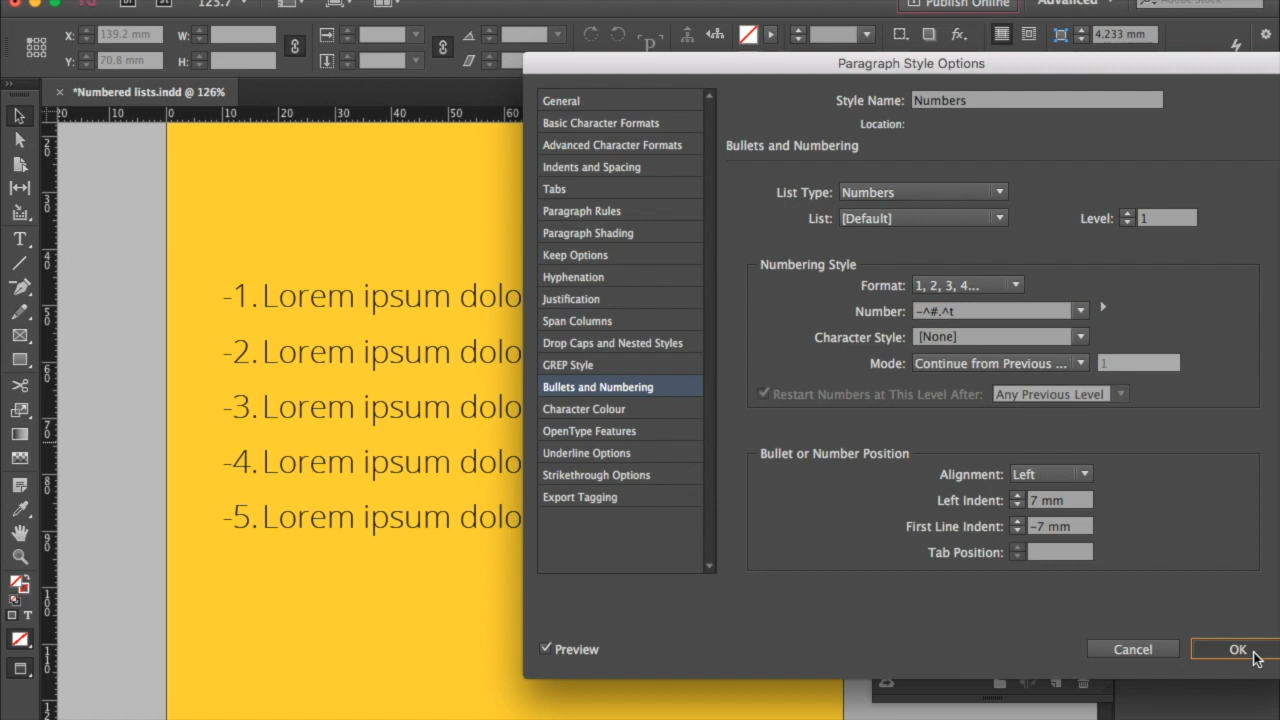 Publish Online
Advanced
X: 139.2 mm W:
Y: 70.8 mm H:
4.233 mm
*Numbered lists.indd @ 126%
Paragraph Style Options
General
Basic Character Formats
Advanced Character Formats
Indents and Spacing
Tabs
Paragraph Rules
Paragraph Shading
Keep Options
Hyphenation
Justification
Span Columns
Drop Caps and Nested Styles
GREP Style
Bullets and Numbering
Character Colour
OpenType Features
Underline Options
Strikethrough Options
Export Tagging
Style Name: Numbers
Location:
Bullets and Numbering
List Type: Numbers
List: [Default] Level: 1
Numbering Style
Format: 1, 2, 3, 4...
Number: -^#.^t
Character Style: [None]
Mode: Continue from Previous ... 1
Restart Numbers at This Level After: Any Previous Level
Bullet or Number Position
Alignment: Left
Left Indent: 7 mm
First Line Indent: -7 mm
Tab Position:
Preview
Cancel
OK
-1. Lorem ipsum dolo
-2. Lorem ipsum dolo
-3. Lorem ipsum dolo
-4. Lorem ipsum dolo
-5. Lorem ipsum dolo